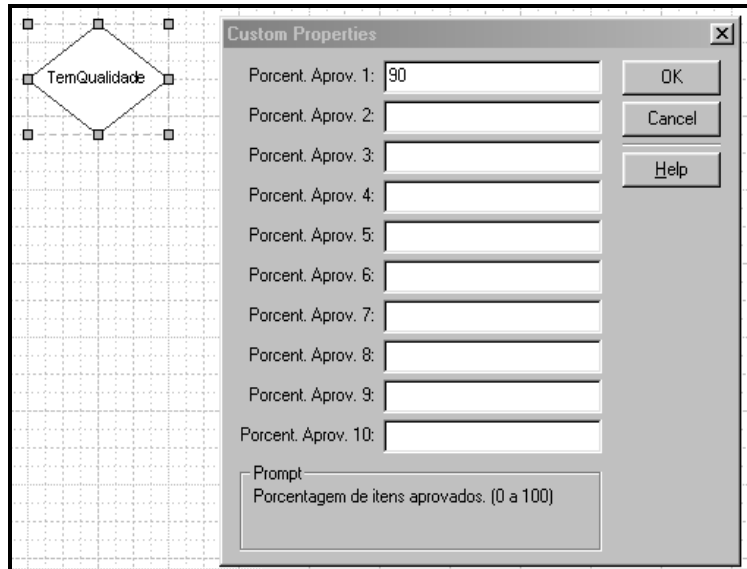 TemQualidade
Custom Properties
Porcent. Aprov. 1: 90
Porcent. Aprov. 2:
Porcent. Aprov. 3:
Porcent. Aprov. 4:
Porcent. Aprov. 5:
Porcent. Aprov. 6:
Porcent. Aprov. 7:
Porcent. Aprov. 8:
Porcent. Aprov. 9:
Porcent. Aprov. 10:
OK
Cancel
Help
Prompt
Porcentagem de itens aprovados. (0 a 100)